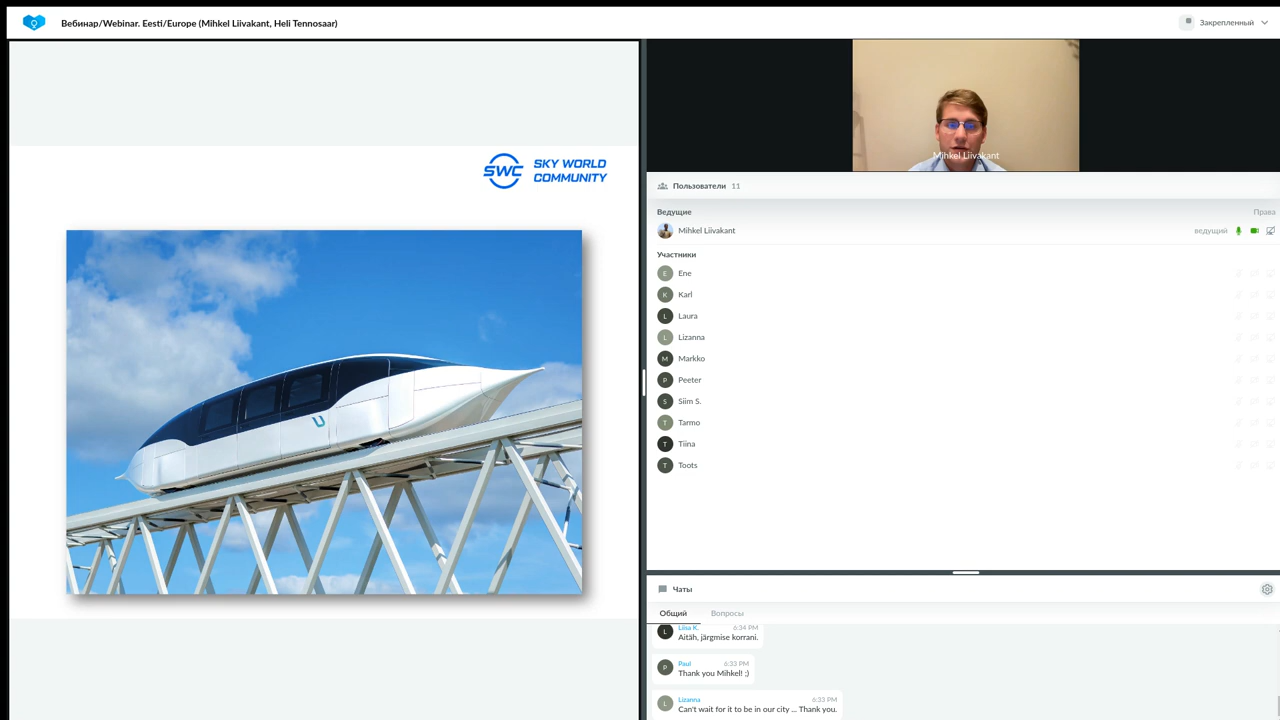 Вебинар/Webinar. Eesti/Europe (Mihkel Liivakant, Heli Tennosaar)
Закрепленный
SWC SKY WORLD
COMMUNITY
U
Mihkel Liivakant
Пользователи 11
Ведущие Права
Mihkel Liivakant ведущий
Участники
E Ene
K Karl
L Laura
L Lizanna
M Markko
P Peeter
S Siim S.
T Tarmo
T Tiina
T Toots
Чаты
Общий Вопросы
L Liisa K. 6:34 PM
Aitäh, järgmise korrani.
P Paul 6:33 PM
Thank you Mihkel! ;)
L Lizanna 6:33 PM
Can't wait for it to be in our city ... Thank you.